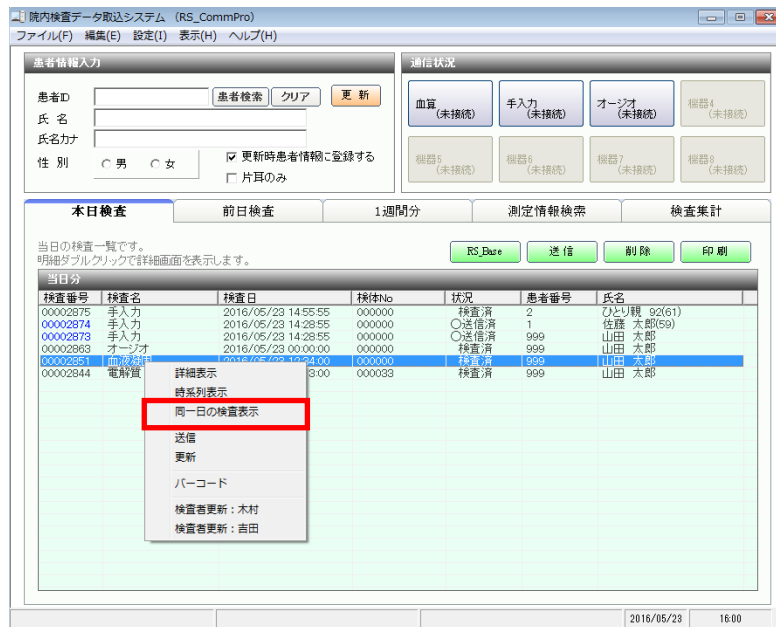 院内検査データ取込システム （RS_CommPro）
ファイル(F) 編集(E) 設定(I) 表示(H) ヘルプ(H)
患者情報入力
患者ID 患者検索 クリア 更 新
氏 名
氏名カナ
性 別 男 女
更新時患者情報に登録する
片耳のみ
通信状況
血算 (未接続)
手入力 (未接続)
オージオ (未接続)
機器4 (未接続)
機器5 (未接続)
機器6 (未接続)
機器7 (未接続)
機器8 (未接続)
本日検査 前日検査 1週間分 測定情報検索 検査集計
当日の検査一覧です。
明細ダブルクリックで詳細画面を表示します。
RS_Base 送 信 削 除 印 刷
当日分
検査番号 検査名 検査日 検体No 状況 患者番号 氏名
00002875 手入力 2016/05/23 14:55:55 000000 検査済 2 ひとり親 92(61)
00002874 手入力 2016/05/23 14:28:55 000000 〇送信済 1 佐藤 太郎(59)
00002873 手入力 2016/05/23 14:28:55 000000 〇送信済 999 山田 太郎
00002863 オージオ 2016/05/23 00:00:00 000000 検査済 999 山田 太郎
00002851 血液凝固 2016/05/23 12:34:00 000000 検査済 999 山田 太郎
00002844 電解質 3:00 000033 検査済 999 山田 太郎
詳細表示
時系列表示
同一日の検査表示
送信
更新
バーコード
検査者更新：木村
検査者更新：吉田
2016/05/23 16:00